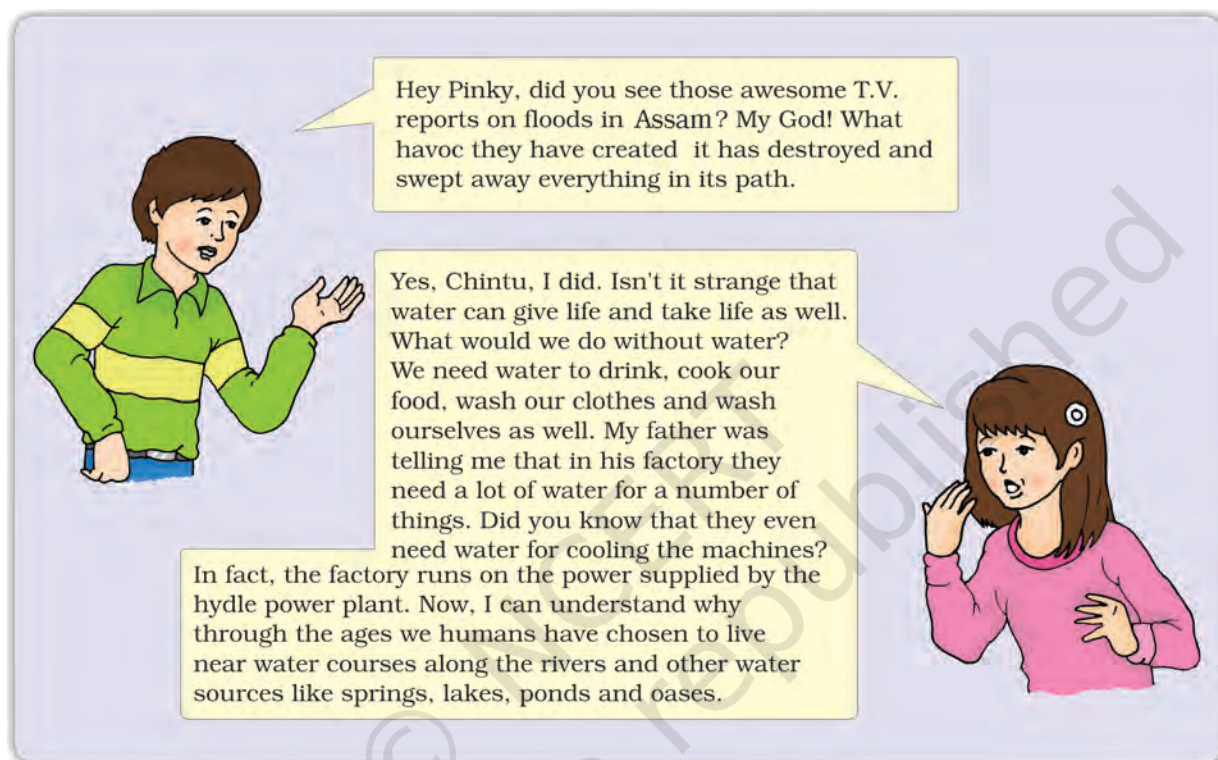 Hey Pinky, did you see those awesome T.V.
reports on floods in Assam? My God! What
havoc they have created it has destroyed and
swept away everything in its path.
Yes, Chintu, I did. Isn't it strange that
water can give life and take life as well.
What would we do without water?
We need water to drink, cook our
food, wash our clothes and wash
ourselves as well. My father was
telling me that in his factory they
need a lot of water for a number of
things. Did you know that they even
need water for cooling the machines?
In fact, the factory runs on the power supplied by the
hydle power plant. Now, I can understand why
through the ages we humans have chosen to live
near water courses along the rivers and other water
sources like springs, lakes, ponds and oases.
© NCERT
republished